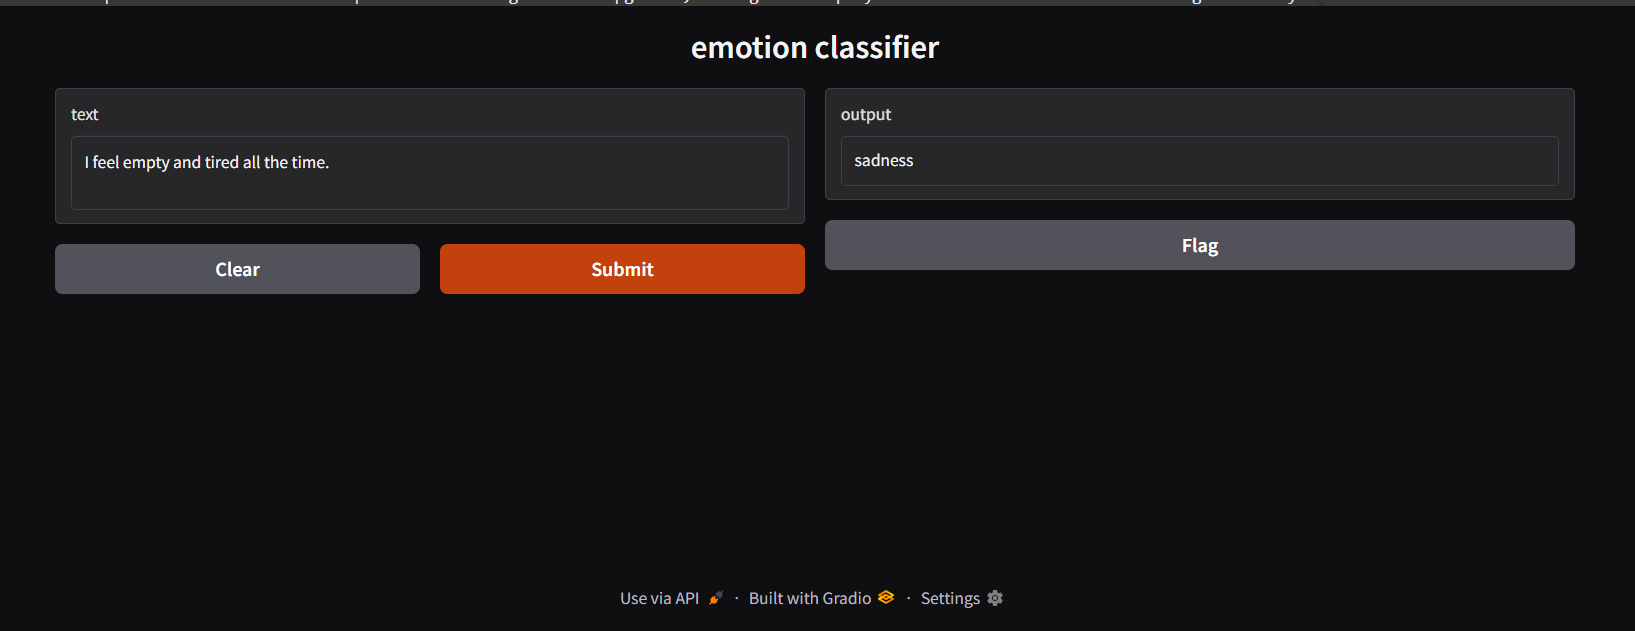 emotion classifier
text
I feel empty and tired all the time.
Clear
Submit
output
sadness
Flag
Use via API · Built with Gradio · Settings